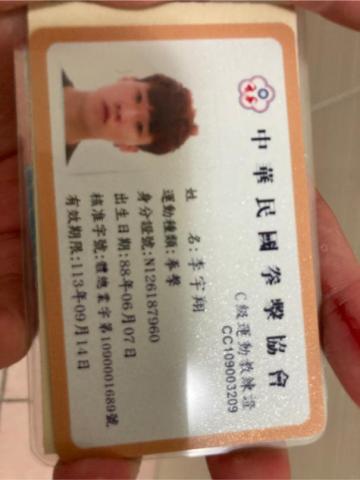 中華民國拳擊協會
C級運動教練證
CC109003209
姓 名:李宇翔
運動種類:拳擊
身分證號:N126187960
出生日期:88年06月07日
核准字號:體總業字第1090001689號
有效期限:113年09月14日